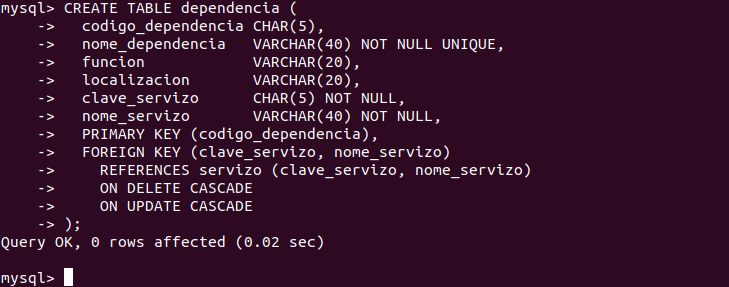 mysql> CREATE TABLE dependencia (
    ->   codigo_dependencia CHAR(5),
    ->   nome_dependencia   VARCHAR(40) NOT NULL UNIQUE,
    ->   funcion            VARCHAR(20),
    ->   localizacion       VARCHAR(20),
    ->   clave_servizo      CHAR(5) NOT NULL,
    ->   nome_servizo       VARCHAR(40) NOT NULL,
    ->   PRIMARY KEY (codigo_dependencia),
    ->   FOREIGN KEY (clave_servizo, nome_servizo)
    ->     REFERENCES servizo (clave_servizo, nome_servizo)
    ->     ON DELETE CASCADE
    ->     ON UPDATE CASCADE
    -> );
Query OK, 0 rows affected (0.02 sec)
mysql>